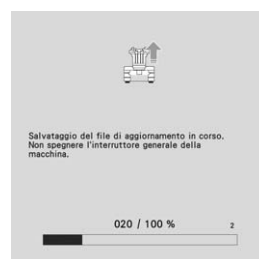 Salvataggio del file di aggiornamento in corso.
Non spegnere l'interruttore generale della
macchina.
020 / 100 %
2